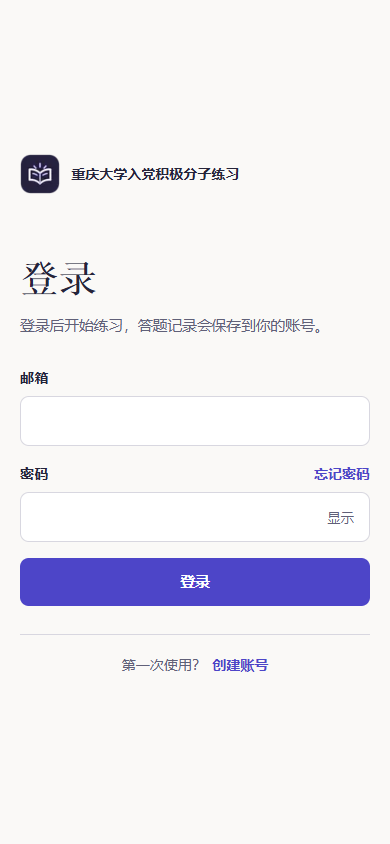 重庆大学入党积极分子练习
登录
登录后开始练习，答题记录会保存到你的账号。
邮箱
密码 忘记密码
显示
登录
第一次使用？ 创建账号